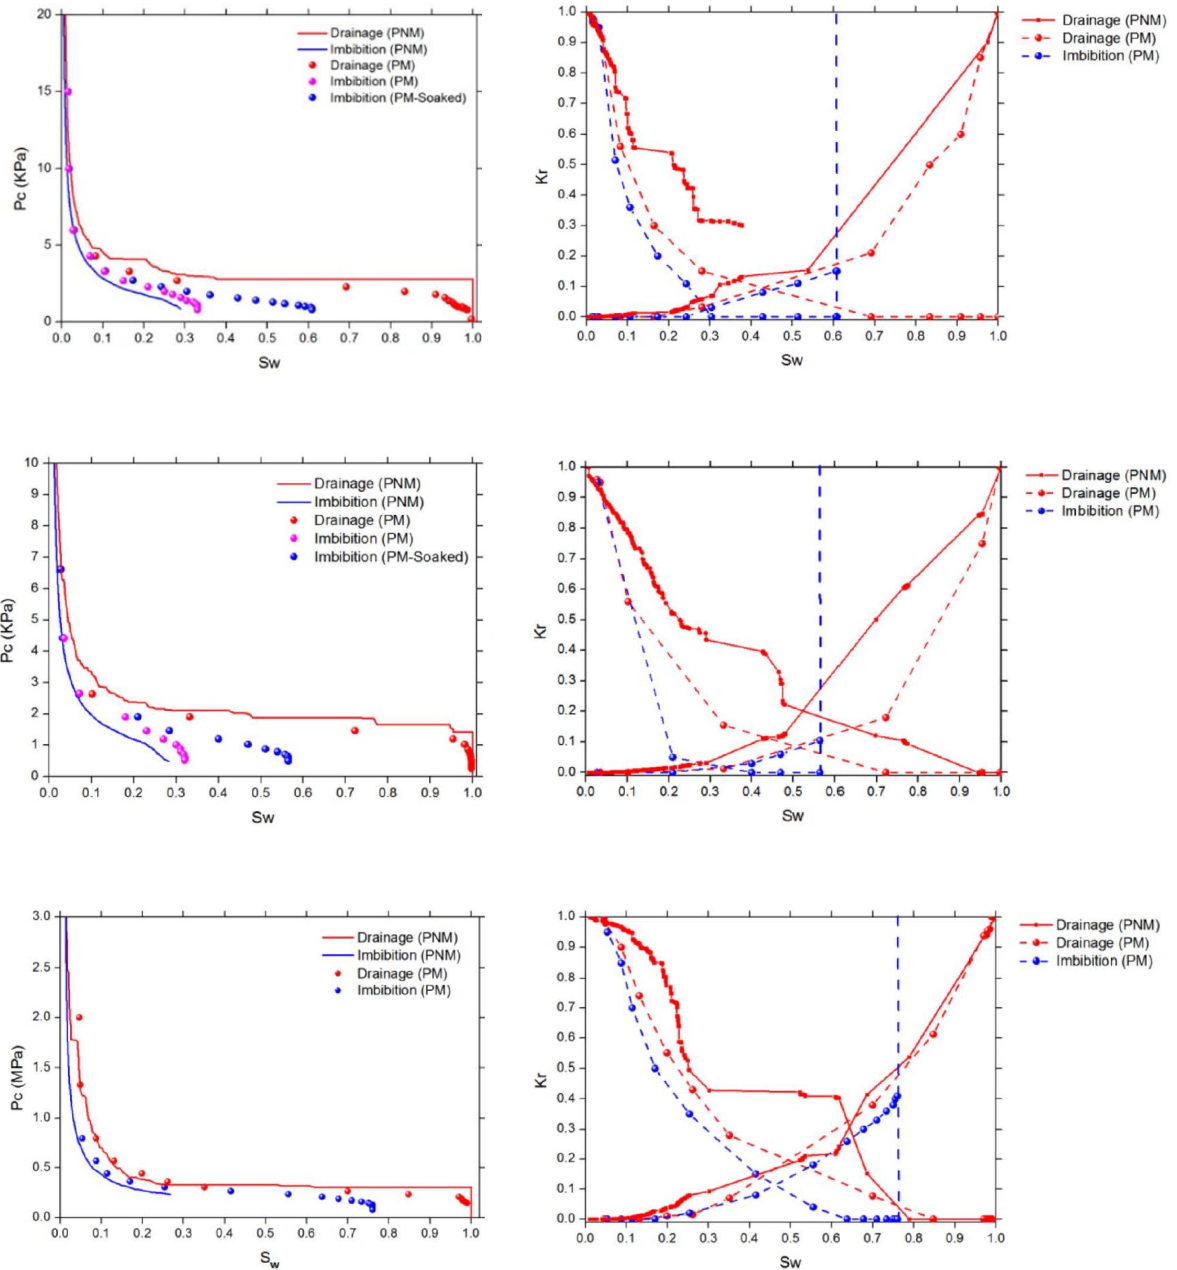 20
15
10
5
0
Pc (KPa)
0.0 0.1 0.2 0.3 0.4 0.5 0.6 0.7 0.8 0.9 1.0
Sw
Drainage (PNM)
Imbibition (PNM)
Drainage (PM)
Imbibition (PM)
Imbibition (PM-Soaked)
1.0
0.9
0.8
0.7
0.6
0.5
0.4
0.3
0.2
0.1
0.0
Kr
0.0 0.1 0.2 0.3 0.4 0.5 0.6 0.7 0.8 0.9 1.0
Sw
Drainage (PNM)
Drainage (PM)
Imbibition (PM)
10
9
8
7
6
5
4
3
2
1
0
Pc (KPa)
0.0 0.1 0.2 0.3 0.4 0.5 0.6 0.7 0.8 0.9 1.0
Sw
Drainage (PNM)
Imbibition (PNM)
Drainage (PM)
Imbibition (PM)
Imbibition (PM-Soaked)
1.0
0.9
0.8
0.7
0.6
0.5
0.4
0.3
0.2
0.1
0.0
Kr
0.0 0.1 0.2 0.3 0.4 0.5 0.6 0.7 0.8 0.9 1.0
Sw
Drainage (PNM)
Drainage (PM)
Imbibition (PM)
3.0
2.5
2.0
1.5
1.0
0.5
0.0
Pc (MPa)
0.0 0.1 0.2 0.3 0.4 0.5 0.6 0.7 0.8 0.9 1.0
Sw
Drainage (PNM)
Imbibition (PNM)
Drainage (PM)
Imbibition (PM)
1.0
0.9
0.8
0.7
0.6
0.5
0.4
0.3
0.2
0.1
0.0
Kr
0.0 0.1 0.2 0.3 0.4 0.5 0.6 0.7 0.8 0.9 1.0
Sw
Drainage (PNM)
Drainage (PM)
Imbibition (PM)